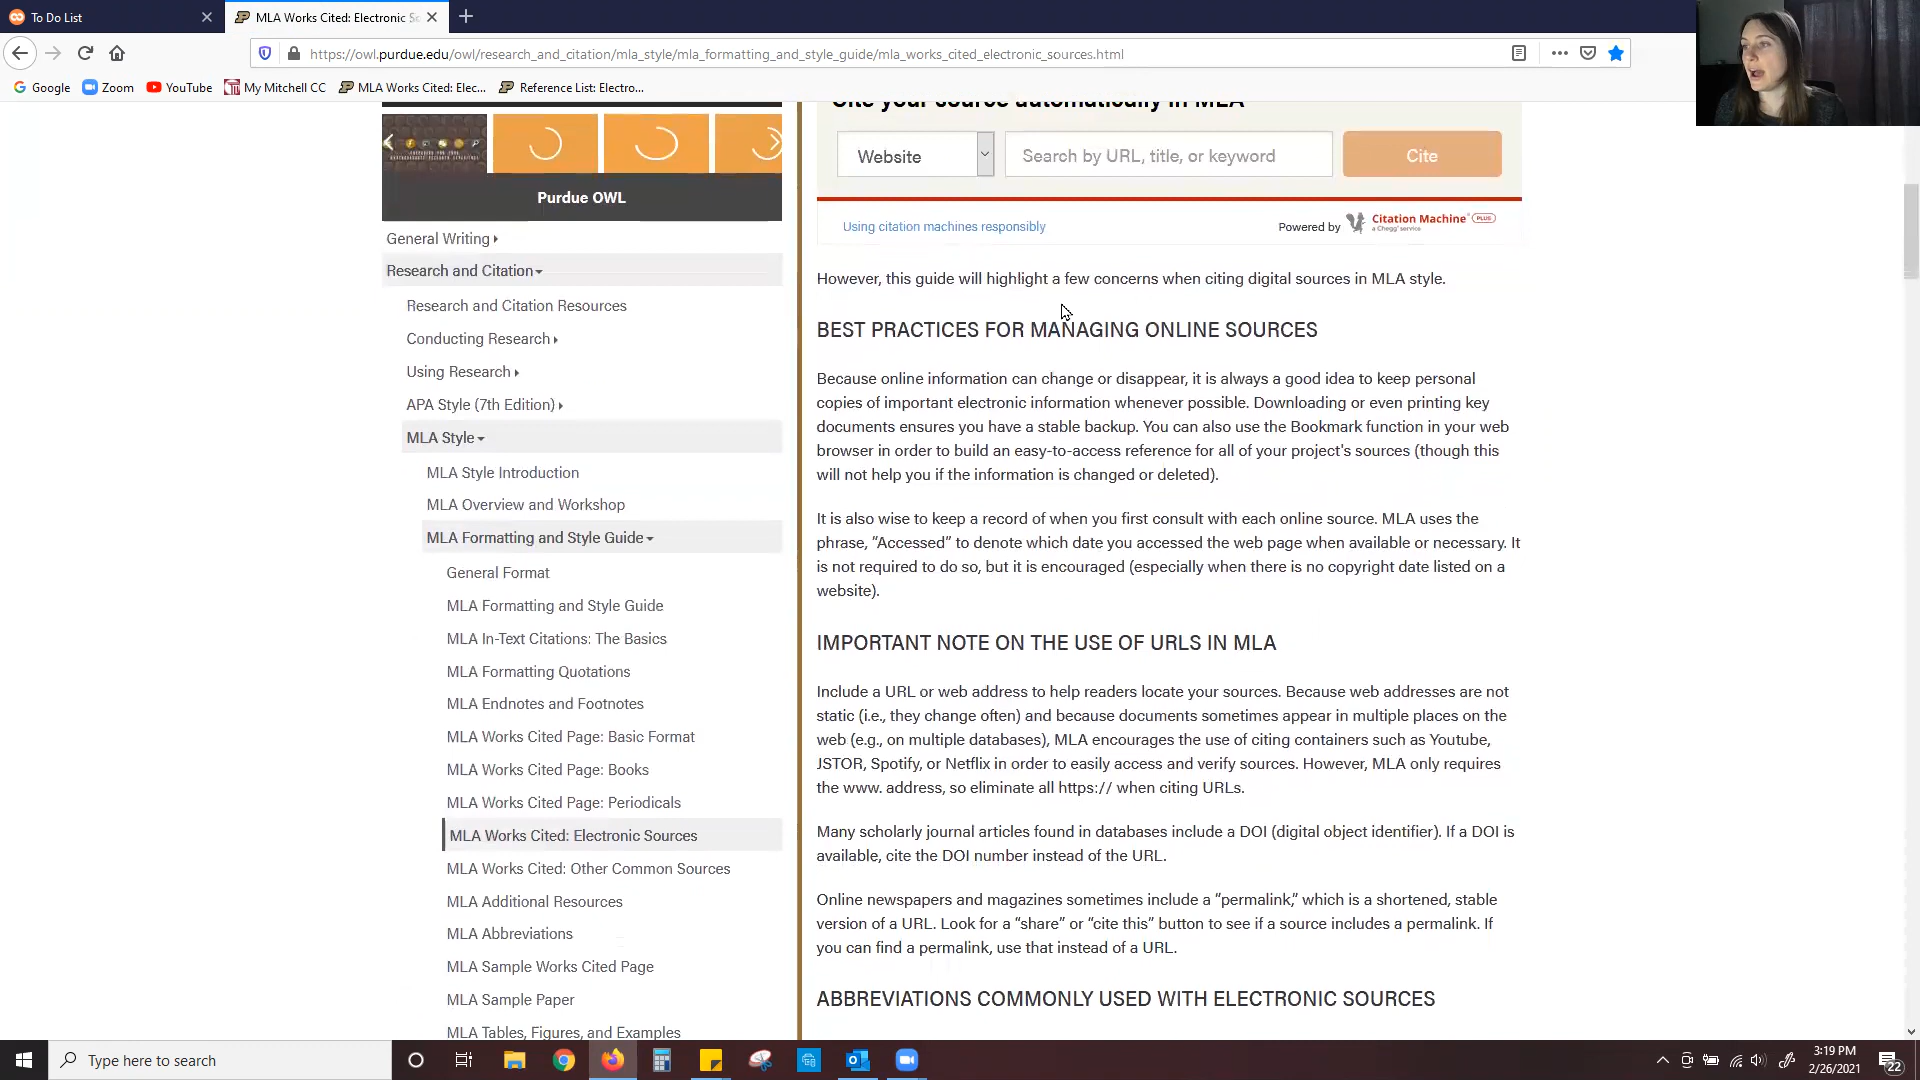 To Do List
MLA Works Cited: Electronic S
https://owl.purdue.edu/owl/research_and_citation/mla_style/mla_formatting_and_style_guide/mla_works_cited_electronic_sources.html
Google
Zoom
YouTube
My Mitchell CC
MLA Works Cited: Elec...
Reference List: Electro...
Purdue OWL
General Writing
Research and Citation
Research and Citation Resources
Conducting Research
Using Research
APA Style (7th Edition)
MLA Style
MLA Style Introduction
MLA Overview and Workshop
MLA Formatting and Style Guide
General Format
MLA Formatting and Style Guide
MLA In-Text Citations: The Basics
MLA Formatting Quotations
MLA Endnotes and Footnotes
MLA Works Cited Page: Basic Format
MLA Works Cited Page: Books
MLA Works Cited Page: Periodicals
MLA Works Cited: Electronic Sources
MLA Works Cited: Other Common Sources
MLA Additional Resources
MLA Abbreviations
MLA Sample Works Cited Page
MLA Sample Paper
MLA Tables, Figures, and Examples
Cite your source automatically in MLA
Website
Search by URL, title, or keyword
Cite
Using citation machines responsibly
Powered by
Citation Machine PLUS
a Chegg service
However, this guide will highlight a few concerns when citing digital sources in MLA style.
BEST PRACTICES FOR MANAGING ONLINE SOURCES
Because online information can change or disappear, it is always a good idea to keep personal
copies of important electronic information whenever possible. Downloading or even printing key
documents ensures you have a stable backup. You can also use the Bookmark function in your web
browser in order to build an easy-to-access reference for all of your project's sources (though this
will not help you if the information is changed or deleted).
It is also wise to keep a record of when you first consult with each online source. MLA uses the
phrase, “Accessed” to denote which date you accessed the web page when available or necessary. It
is not required to do so, but it is encouraged (especially when there is no copyright date listed on a
website).
IMPORTANT NOTE ON THE USE OF URLS IN MLA
Include a URL or web address to help readers locate your sources. Because web addresses are not
static (i.e., they change often) and because documents sometimes appear in multiple places on the
web (e.g., on multiple databases), MLA encourages the use of citing containers such as Youtube,
JSTOR, Spotify, or Netflix in order to easily access and verify sources. However, MLA only requires
the www. address, so eliminate all https:// when citing URLs.
Many scholarly journal articles found in databases include a DOI (digital object identifier). If a DOI is
available, cite the DOI number instead of the URL.
Online newspapers and magazines sometimes include a “permalink,” which is a shortened, stable
version of a URL. Look for a “share” or “cite this” button to see if a source includes a permalink. If
you can find a permalink, use that instead of a URL.
ABBREVIATIONS COMMONLY USED WITH ELECTRONIC SOURCES
Type here to search
3:19 PM
2/26/2021
22